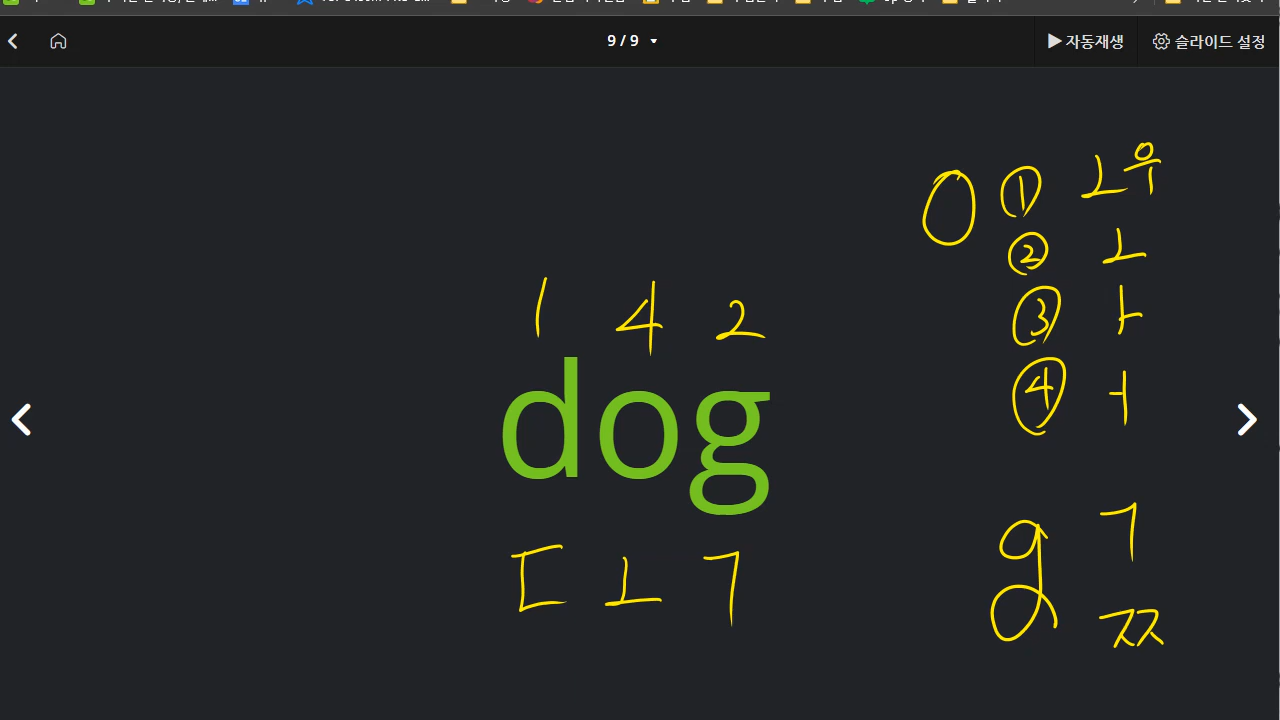 9 / 9
▶ 자동재생
슬라이드 설정
1 4 2
dog
ㄷ ㅗ ㄱ
o ① ㅗ우
② ㅗ
③ ㅏ
④ ㅓ
g ㄱ
ㅉ